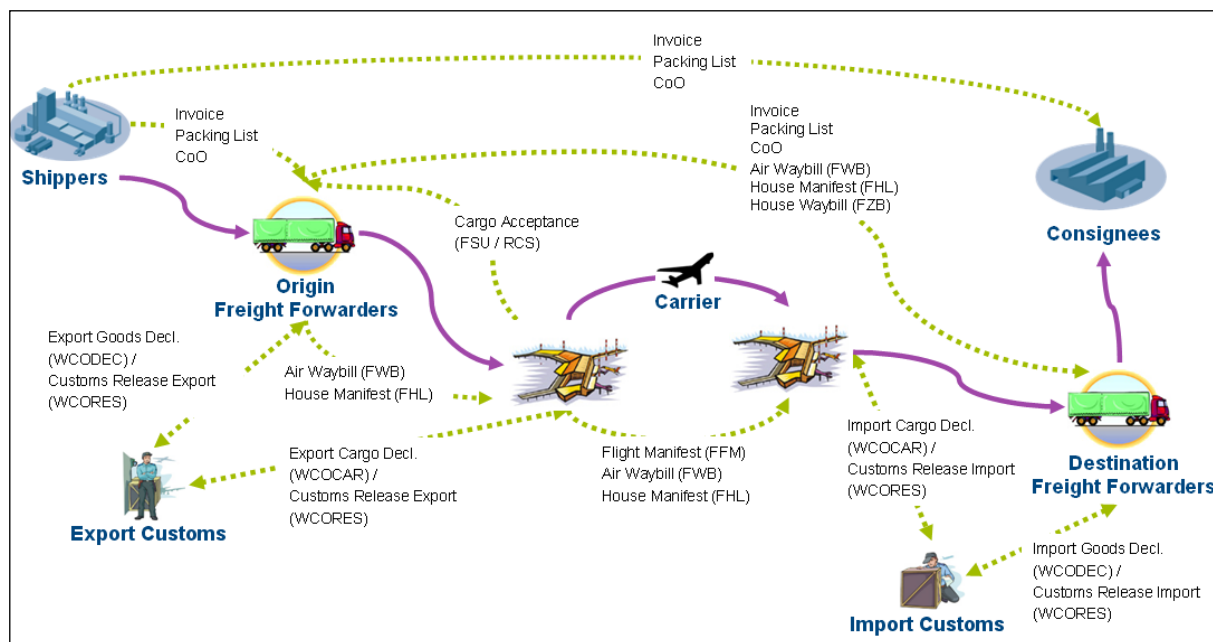 Invoice
Packing List
CoO
Invoice
Packing List
CoO
Invoice
Packing List
CoO
Air Waybill (FWB)
House Manifest (FHL)
House Waybill (FZB)
Shippers
Cargo Acceptance
(FSU / RCS)
Consignees
Origin
Freight Forwarders
Carrier
Export Goods Decl.
(WCODEC) /
Customs Release Export
(WCORES)
Air Waybill (FWB)
House Manifest (FHL)
Export Cargo Decl.
(WCOCAR) /
Customs Release Export
(WCORES)
Flight Manifest (FFM)
Air Waybill (FWB)
House Manifest (FHL)
Import Cargo Decl.
(WCOCAR) /
Customs Release Import
(WCORES)
Destination
Freight Forwarders
Export Customs
Import Goods Decl.
(WCODEC) /
Customs Release Import
(WCORES)
Import Customs